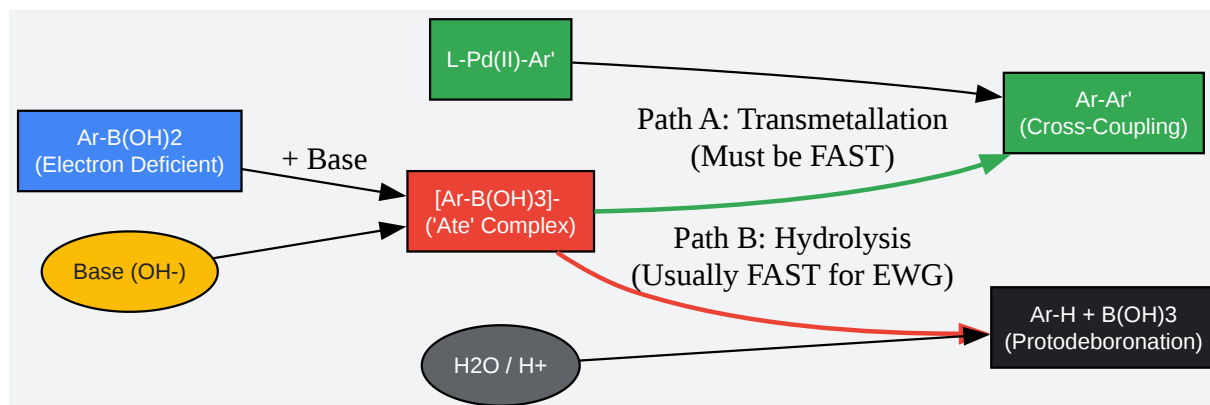 L-Pd(II)-Ar'
Ar-Ar'
(Cross-Coupling)
Path A: Transmetallation
(Must be FAST)
Ar-B(OH)2
(Electron Deficient)
+ Base
[Ar-B(OH)3]-
('Ate' Complex)
Base (OH-)
Path B: Hydrolysis
(Usually FAST for EWG)
Ar-H + B(OH)3
(Protodeboronation)
H2O / H+